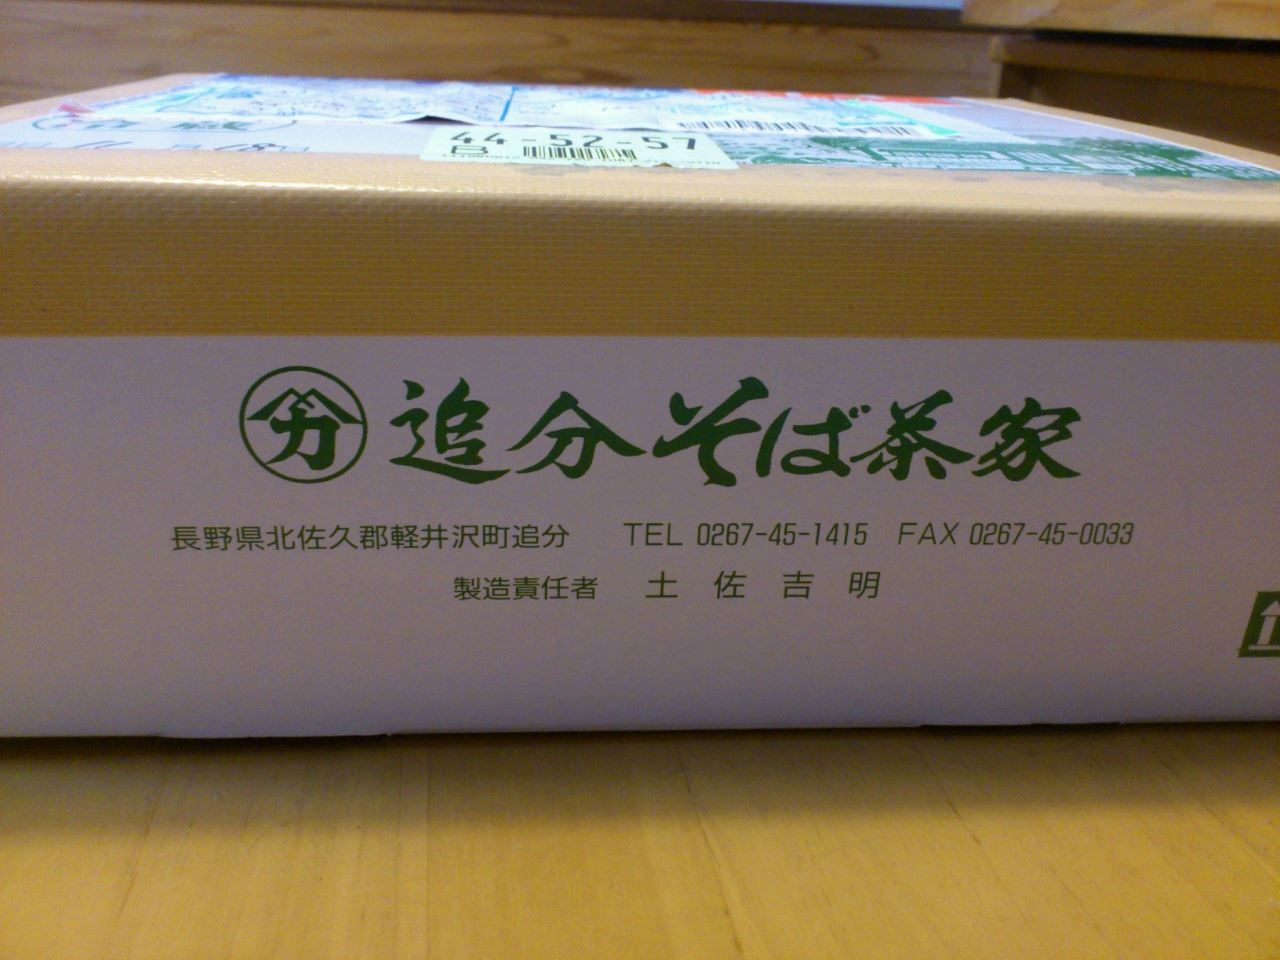 44-52-57
B
分 追分そば茶家
長野県北佐久郡軽井沢町追分 TEL 0267-45-1415 FAX 0267-45-0033
製造責任者 土佐吉明